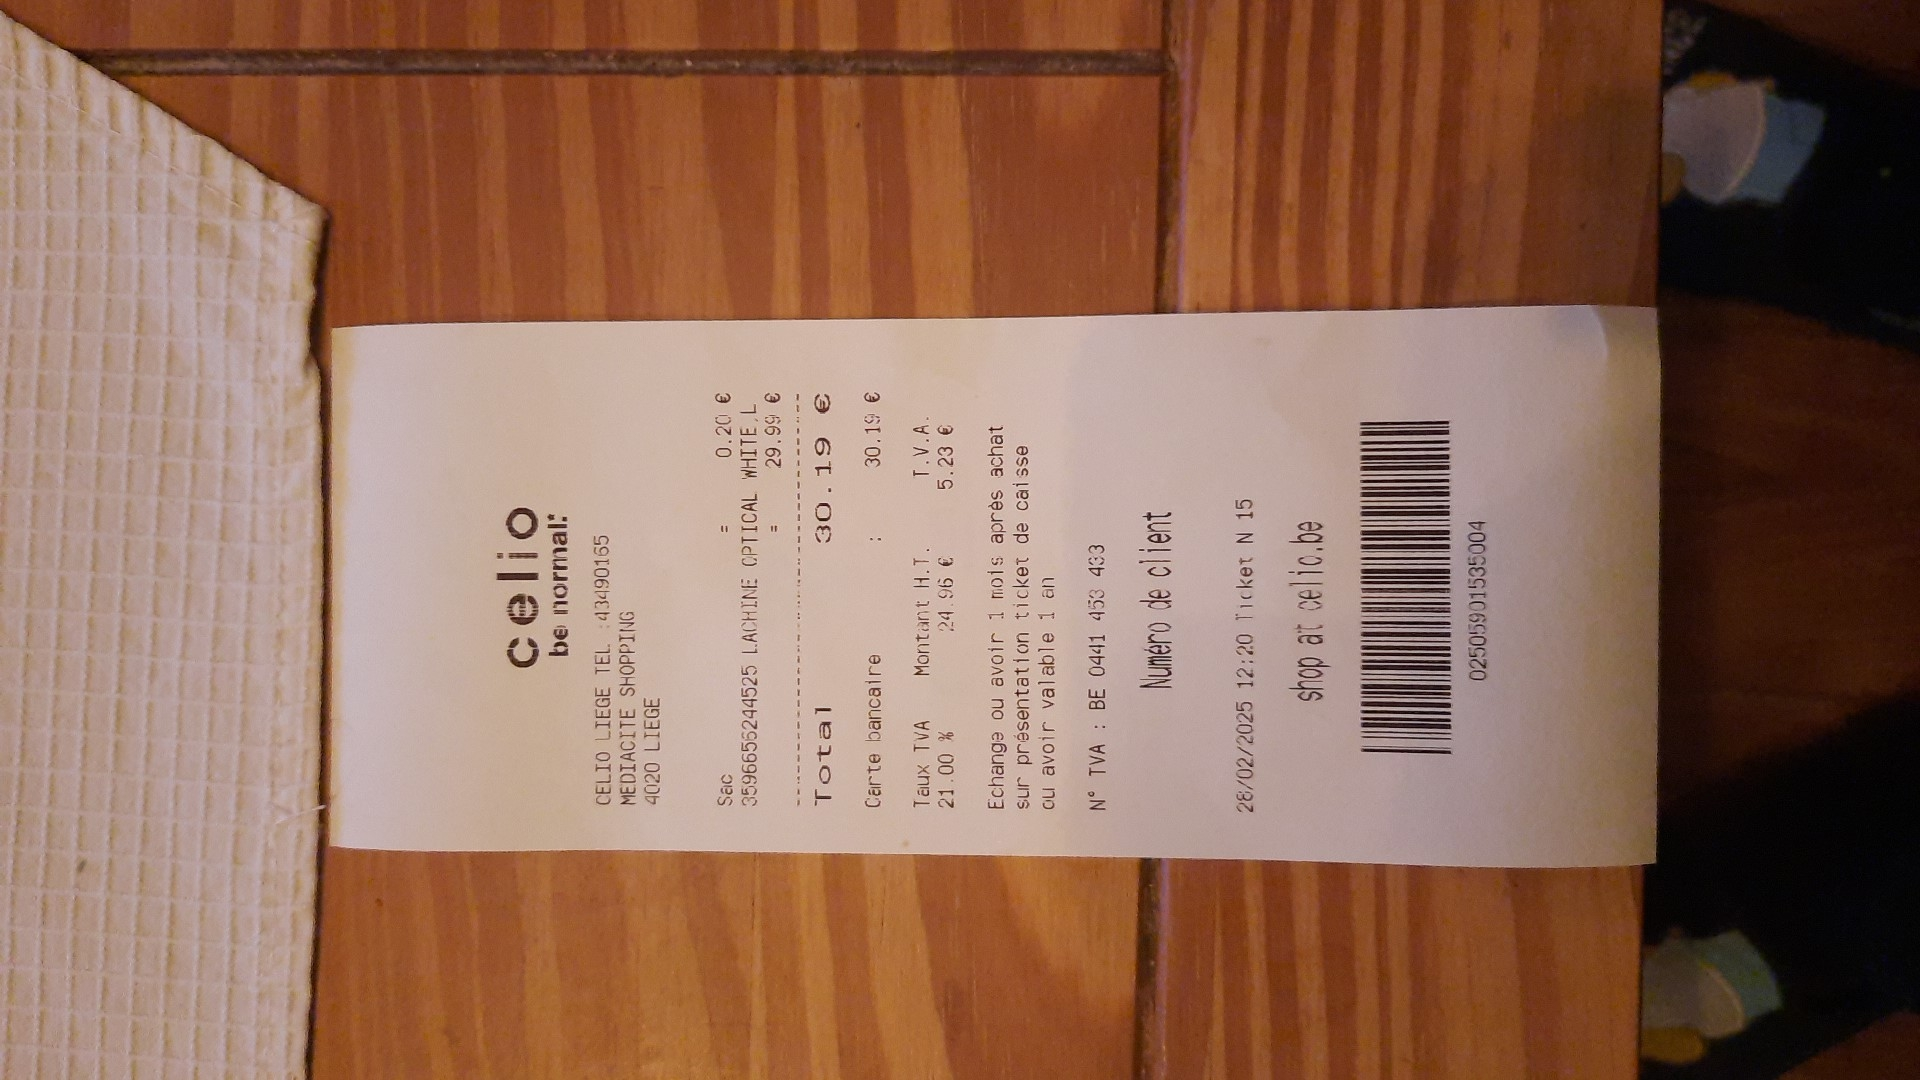 celio
be normal:
CELIO LIEGE TEL :43490165
MEDIACITE SHOPPING
4020 LIEGE
Sac = 0.20 €
3596656244525 LACHINE OPTICAL WHITE,L
= 29.99 €
Total 30.19 €
Carte bancaire : 30.19 €
Taux TVA Montant H.T. T.V.A.
21.00 % 24.96 € 5.23 €
Echange ou avoir 1 mois après achat
sur présentation ticket de caisse
ou avoir valable 1 an
N° TVA : BE 0441 453 433
Numéro de client
28/02/2025 12:20 Ticket N 15
shop at celio.be
02505901535004